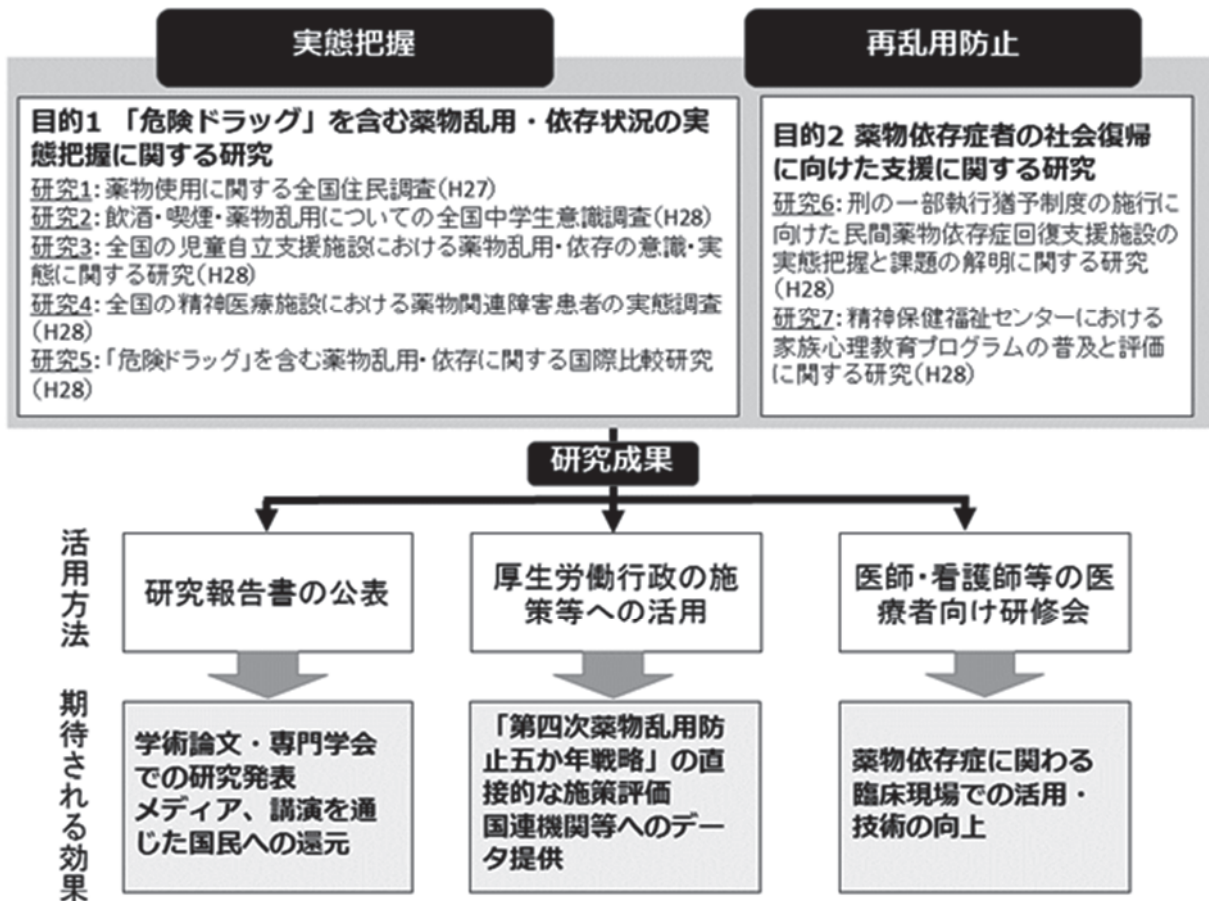 実態把握
目的1 「危険ドラッグ」を含む薬物乱用・依存状況の実
態把握に関する研究
研究1: 薬物使用に関する全国住民調査(H27)
研究2: 飲酒・喫煙・薬物乱用についての全国中学生意識調査(H28)
研究3: 全国の児童自立支援施設における薬物乱用・依存の意識・実
態に関する研究(H28)
研究4: 全国の精神医療施設における薬物関連障害患者の実態調査
(H28)
研究5: 「危険ドラッグ」を含む薬物乱用・依存に関する国際比較研究
(H28)
再乱用防止
目的2 薬物依存症者の社会復帰
に向けた支援に関する研究
研究6: 刑の一部執行猶予制度の施行に
向けた民間薬物依存症回復支援施設の
実態把握と課題の解明に関する研究
(H28)
研究7: 精神保健福祉センターにおける
家族心理教育プログラムの普及と評価
に関する研究(H28)
研究成果
活用方法
研究報告書の公表
厚生労働行政の施
策等への活用
医師・看護師等の医
療者向け研修会
期待される効果
学術論文・専門学会
での研究発表
メディア、講演を通
じた国民への還元
「第四次薬物乱用防
止五か年戦略」の直
接的な施策評価
国連機関等へのデー
タ提供
薬物依存症に関わる
臨床現場での活用・
技術の向上